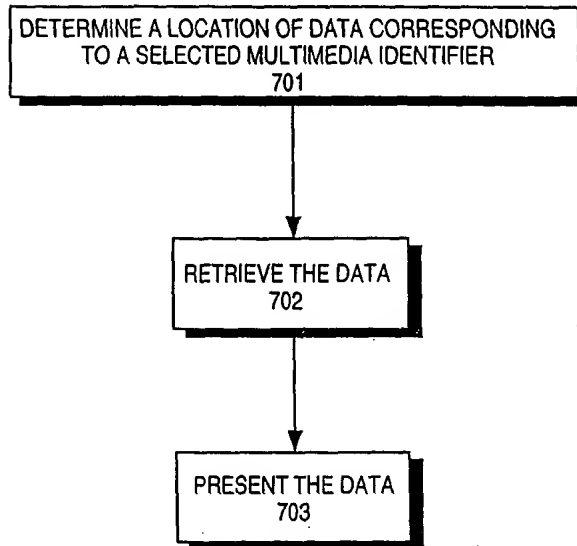 DETERMINE A LOCATION OF DATA CORRESPONDING
TO A SELECTED MULTIMEDIA IDENTIFIER
701
RETRIEVE THE DATA
702
PRESENT THE DATA
703